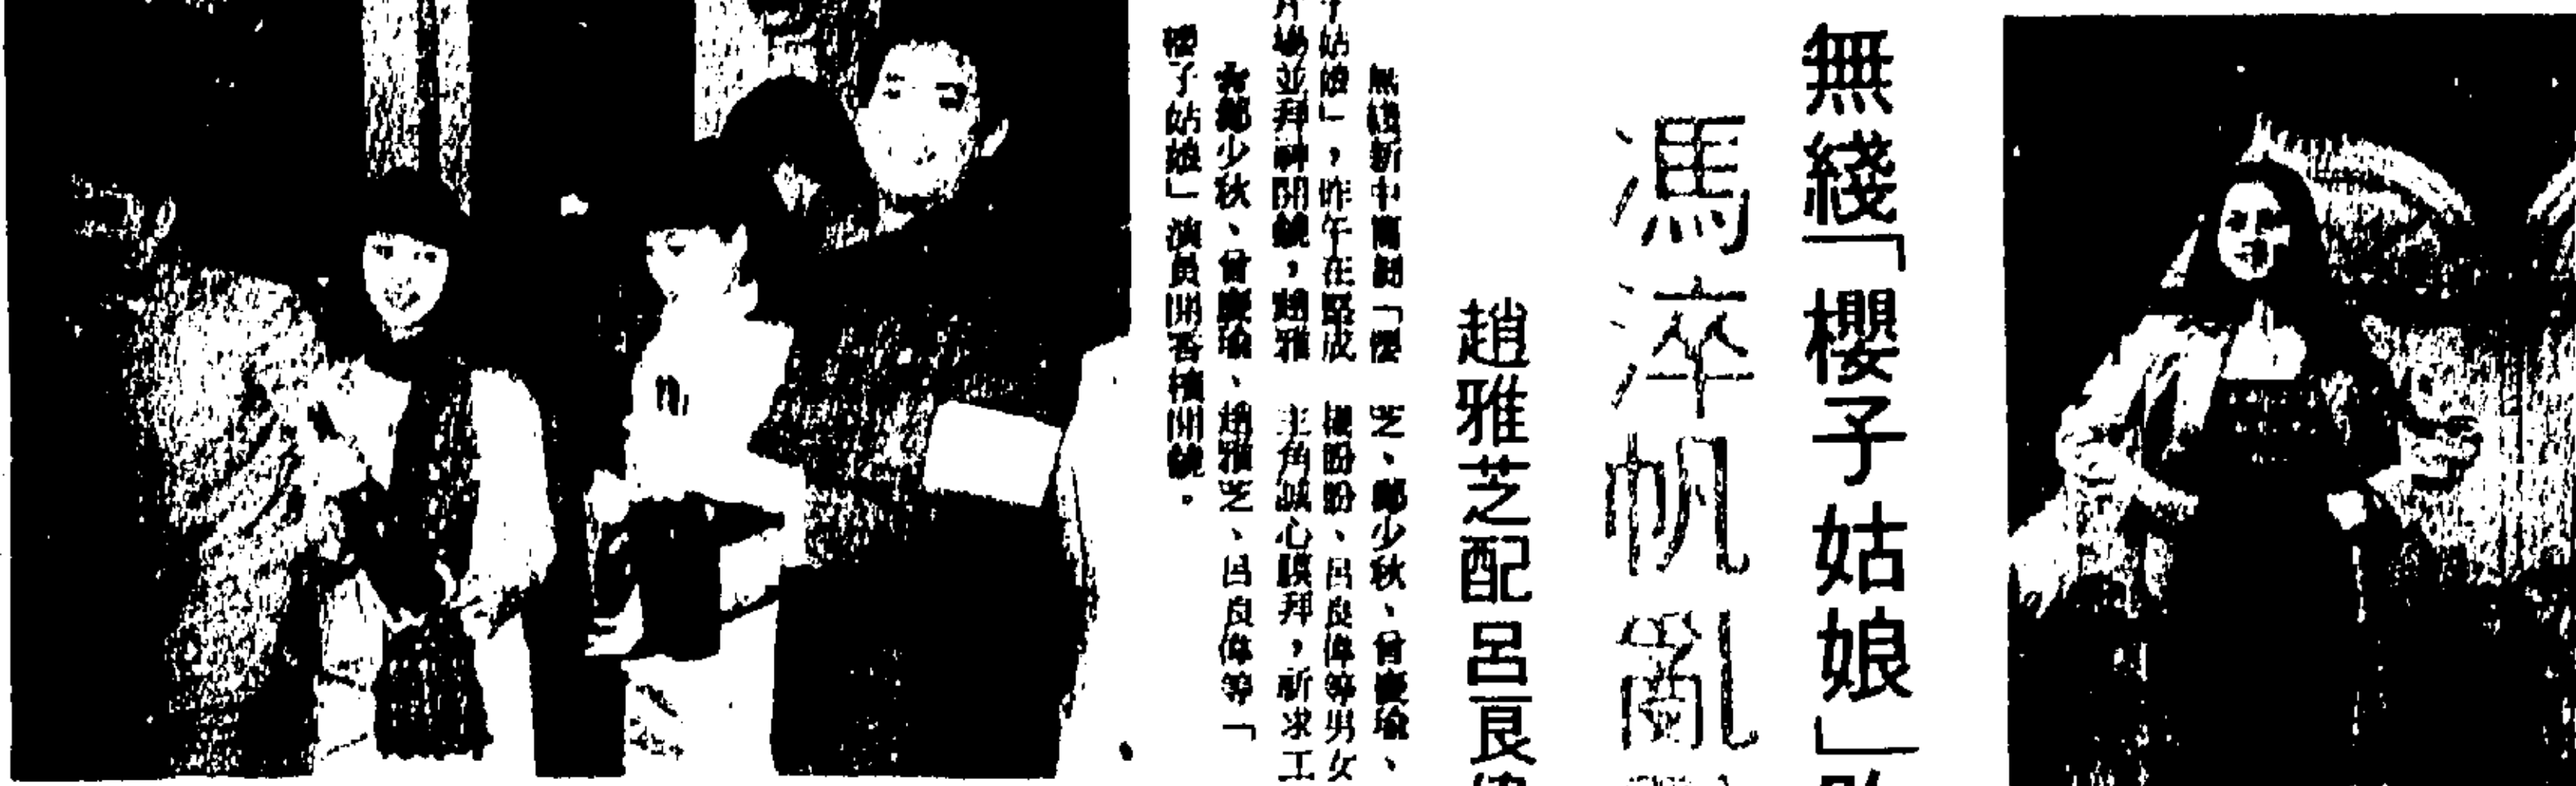 無綫「櫻子姑娘」
馮淬帆亂
趙雅芝配呂良
無綫新中篇劇「櫻
子姑娘」，昨午在堅成
片場並拜神開鏡，趙雅
芝、鄭少秋、曾慶瑜、
楊盼盼、呂良偉等男女
主角誠心膜拜，祈求工
鄭少秋、曾慶瑜、趙雅芝、呂良偉等「
櫻子姑娘」演員開香檳開鏡。